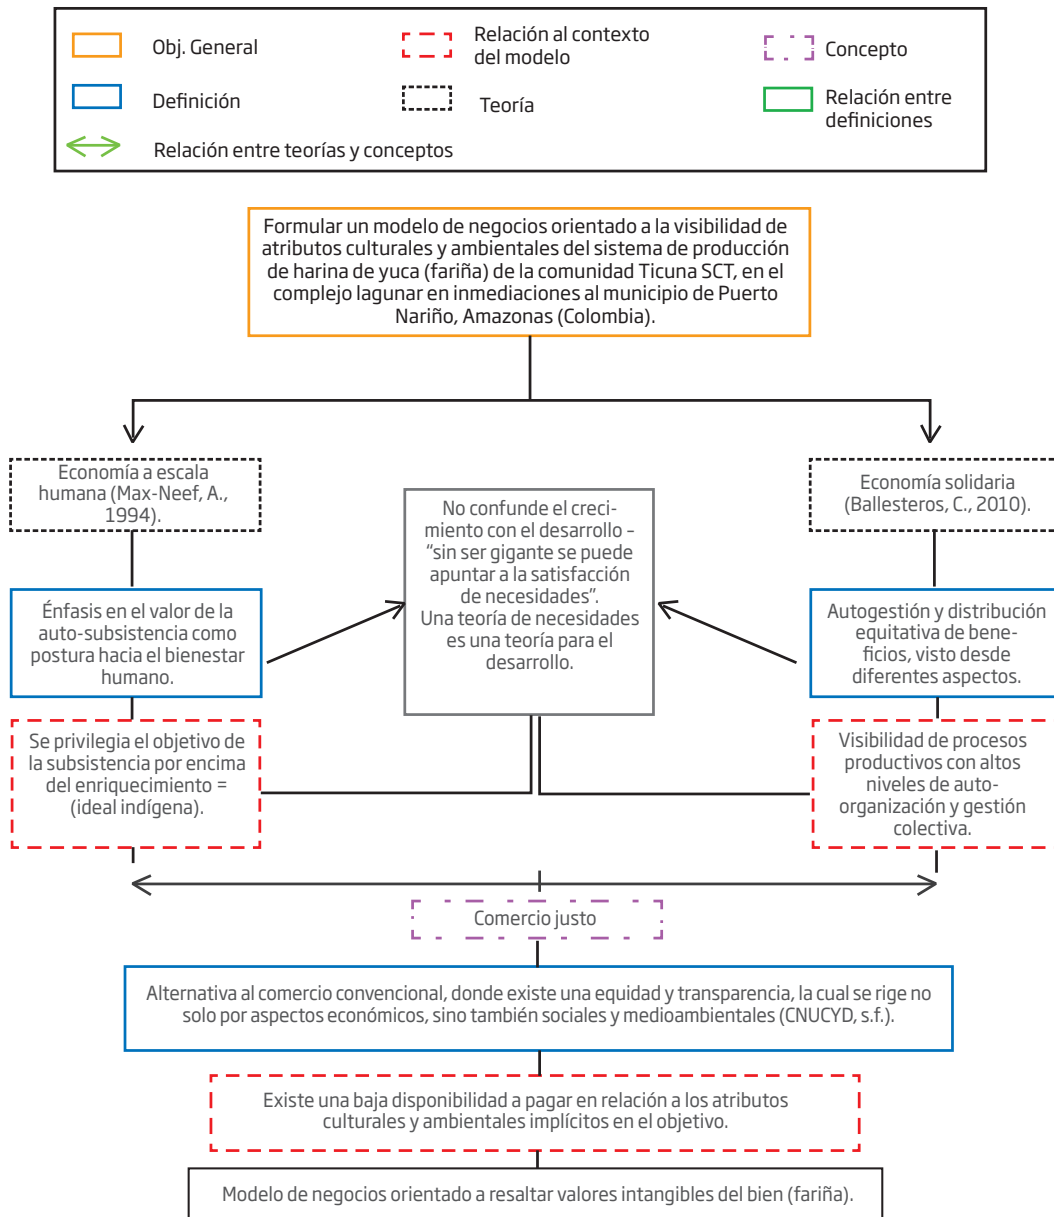 Obj. General
Relación al contexto
del modelo
Concepto
Definición
Teoría
Relación entre
definiciones
Relación entre teorías y conceptos
Formular un modelo de negocios orientado a la visibilidad de
atributos culturales y ambientales del sistema de producción
de harina de yuca (fariña) de la comunidad Ticuna SCT, en el
complejo lagunar en inmediaciones al municipio de Puerto
Nariño, Amazonas (Colombia).
Economía a escala
humana (Max-Neef, A.,
1994).
Economía solidaria
(Ballesteros, C., 2010).
No confunde el creci-
miento con el desarrollo –
“sin ser gigante se puede
apuntar a la satisfacción
de necesidades”.
Una teoría de necesidades
es una teoría para el
desarrollo.
Énfasis en el valor de la
auto-subsistencia como
postura hacia el bienestar
humano.
Autogestión y distribución
equitativa de bene-
ficios, visto desde
diferentes aspectos.
Se privilegia el objetivo de
la subsistencia por encima
del enriquecimiento =
(ideal indígena).
Visibilidad de procesos
productivos con altos
niveles de auto-
organización y gestión
colectiva.
Comercio justo
Alternativa al comercio convencional, donde existe una equidad y transparencia, la cual se rige no
solo por aspectos económicos, sino también sociales y medioambientales (CNUCYD, s.f.).
Existe una baja disponibilidad a pagar en relación a los atributos
culturales y ambientales implícitos en el objetivo.
Modelo de negocios orientado a resaltar valores intangibles del bien (fariña).